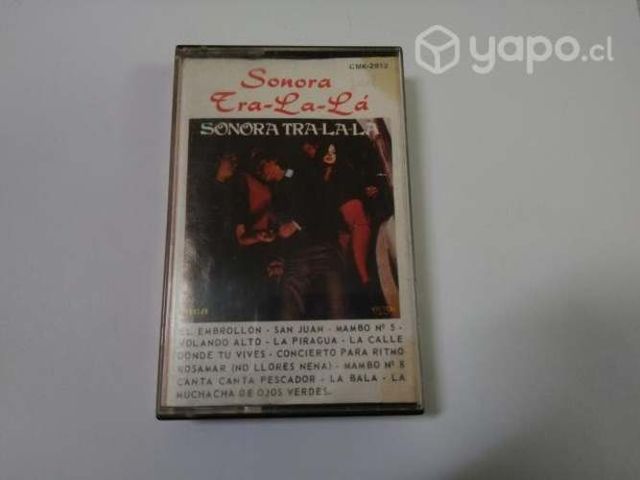 yapo.cl
CMK-2912
Sonora
Tra-La-Lá
SONORA TRA-LA-LA
EL EMBROLLON - SAN JUAN - MAMBO Nº 5 -
VOLANDO ALTO - LA PIRAGUA - LA CALLE
DONDE TU VIVES - CONCIERTO PARA RITMO
ROSAMAR (NO LLORES NENA) - MAMBO Nº 8
CANTA CANTA PESCADOR - LA BALA - LA
MUCHACHA DE OJOS VERDES.